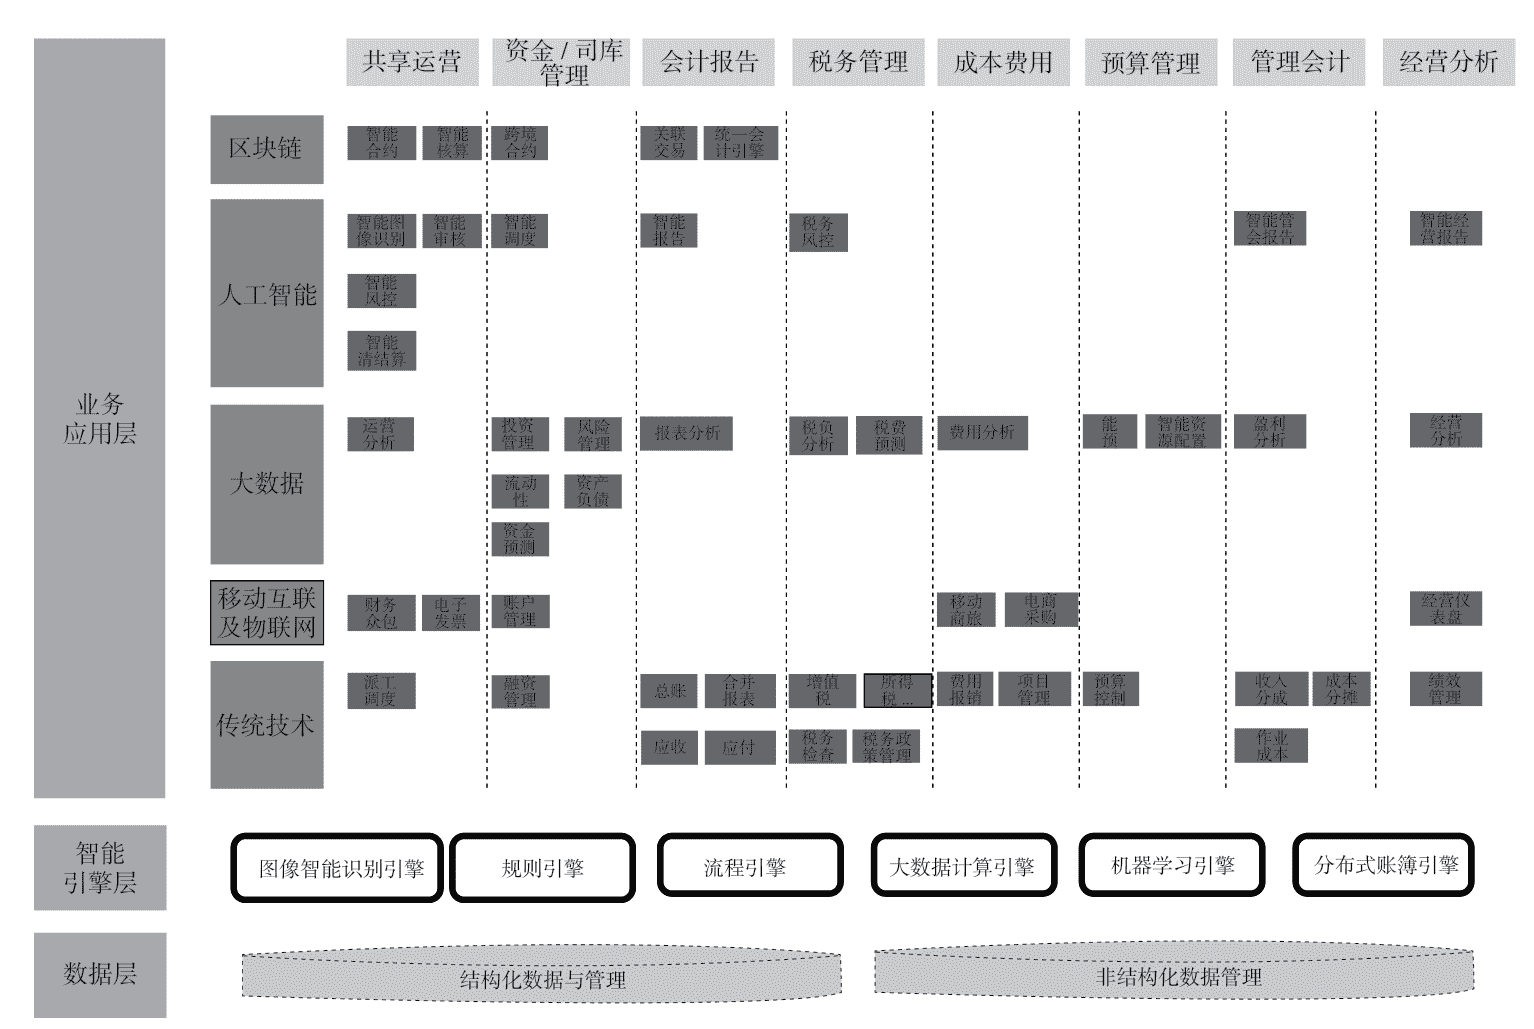 共享运营
资金 / 司库
管理
会计报告
税务管理
成本费用
预算管理
管理会计
经营分析
业务
应用层
区块链
智能
合约
智能
核算
跨境
合约
关联
交易
统一会
计引擎
人工智能
智能图
像识别
智能
审核
智能
调度
智能
报告
税务
风控
智能管
会报告
智能经
营报告
智能
风控
智能
清结算
大数据
运营
分析
投资
管理
风险
管理
报表分析
税负
分析
税费
预测
费用分析
能
预
智能资
源配置
盈利
分析
经营
分析
流动
性
资产
负债
资金
预测
移动互联
及物联网
财务
众包
电子
发票
账户
管理
移动
商旅
电商
采购
经营仪
表盘
传统技术
派工
调度
融资
管理
总账
合并
报表
增值
税
所得
税 ...
费用
报销
项目
管理
预算
控制
收入
分成
成本
分摊
绩效
管理
应收
应付
税务
检查
税务政
策管理
作业
成本
智能
引擎层
图像智能识别引擎
规则引擎
流程引擎
大数据计算引擎
机器学习引擎
分布式账簿引擎
数据层
结构化数据与管理
非结构化数据管理